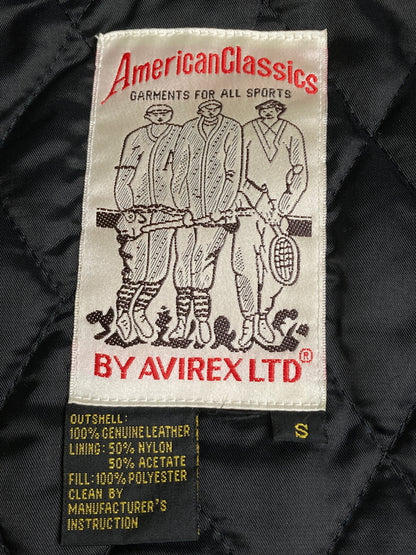 AmericanClassics
GARMENTS FOR ALL SPORTS
A
BY AVIREX LTD®
S
OUTSHELL:
100% GENUINE LEATHER
LINING: 50% NYLON
50% ACETATE
FILL: 100% POLYESTER
CLEAN BY
MANUFACTURER'S
INSTRUCTION